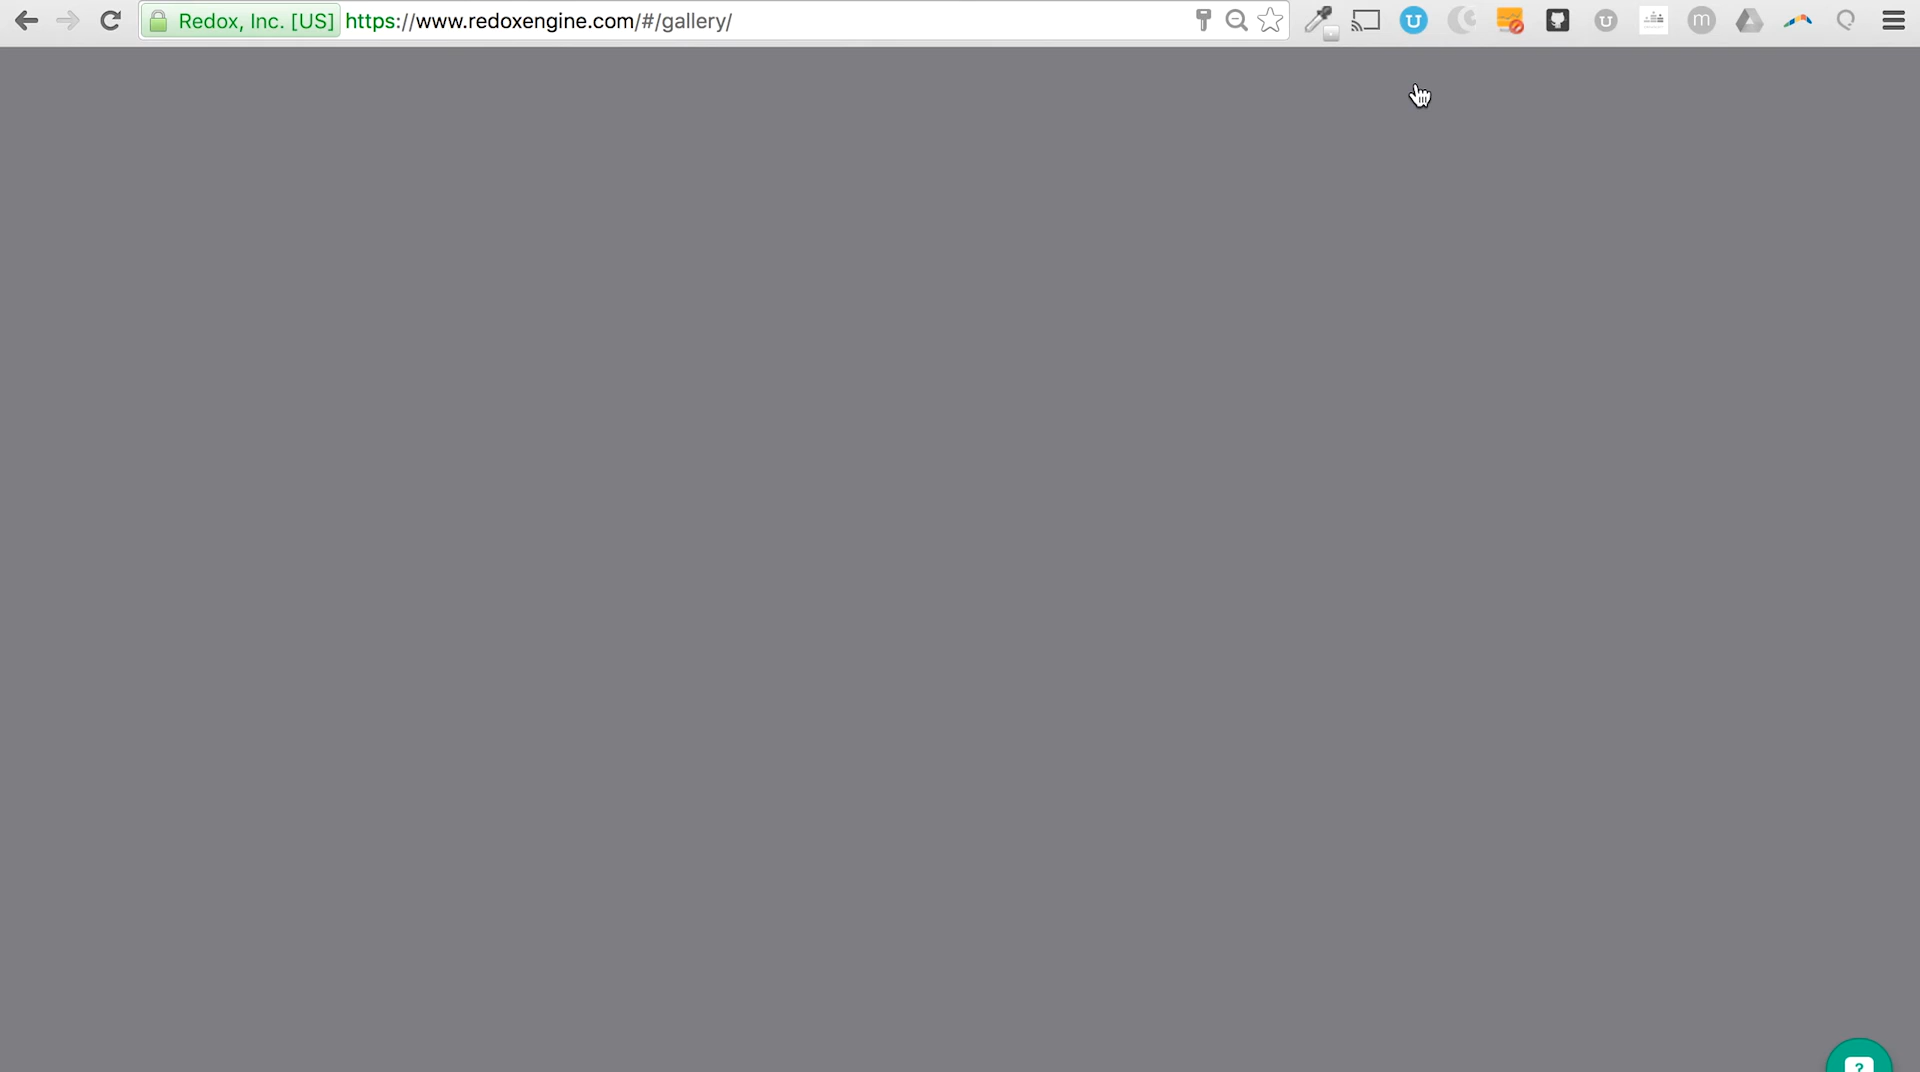 Redox, Inc. [US] https://www.redoxengine.com/#/gallery/
U U m
?